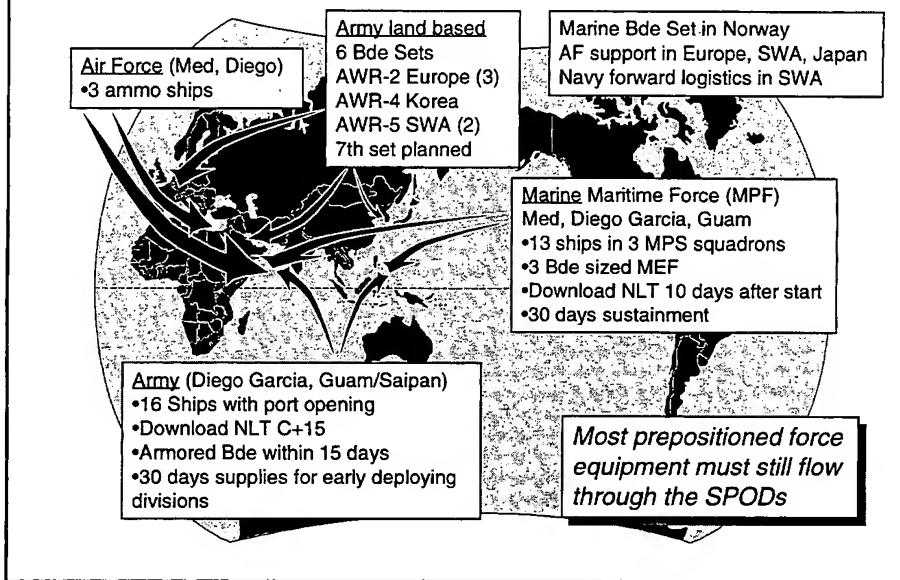 Air Force (Med, Diego)
•3 ammo ships
Army land based
6 Bde Sets
AWR-2 Europe (3)
AWR-4 Korea
AWR-5 SWA (2)
7th set planned
Marine Bde Set in Norway
AF support in Europe, SWA, Japan
Navy forward logistics in SWA
Marine Maritime Force (MPF)
Med, Diego Garcia, Guam
•13 ships in 3 MPS squadrons
•3 Bde sized MEF
•Download NLT 10 days after start
•30 days sustainment
Army (Diego Garcia, Guam/Saipan)
•16 Ships with port opening
•Download NLT C+15
•Armored Bde within 15 days
•30 days supplies for early deploying
divisions
Most prepositioned force
equipment must still flow
through the SPODs